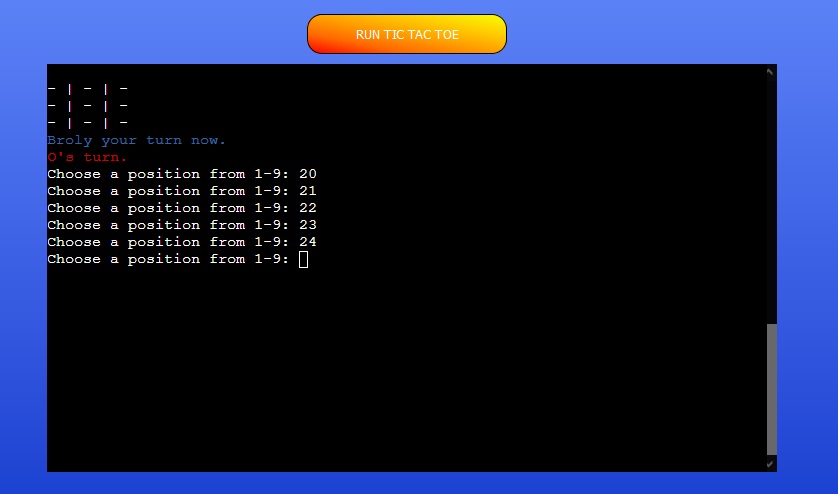 RUN TIC TAC TOE
- | - | -
- | - | -
- | - | -
Broly your turn now.
O's turn.
Choose a position from 1-9: 20
Choose a position from 1-9: 21
Choose a position from 1-9: 22
Choose a position from 1-9: 23
Choose a position from 1-9: 24
Choose a position from 1-9: